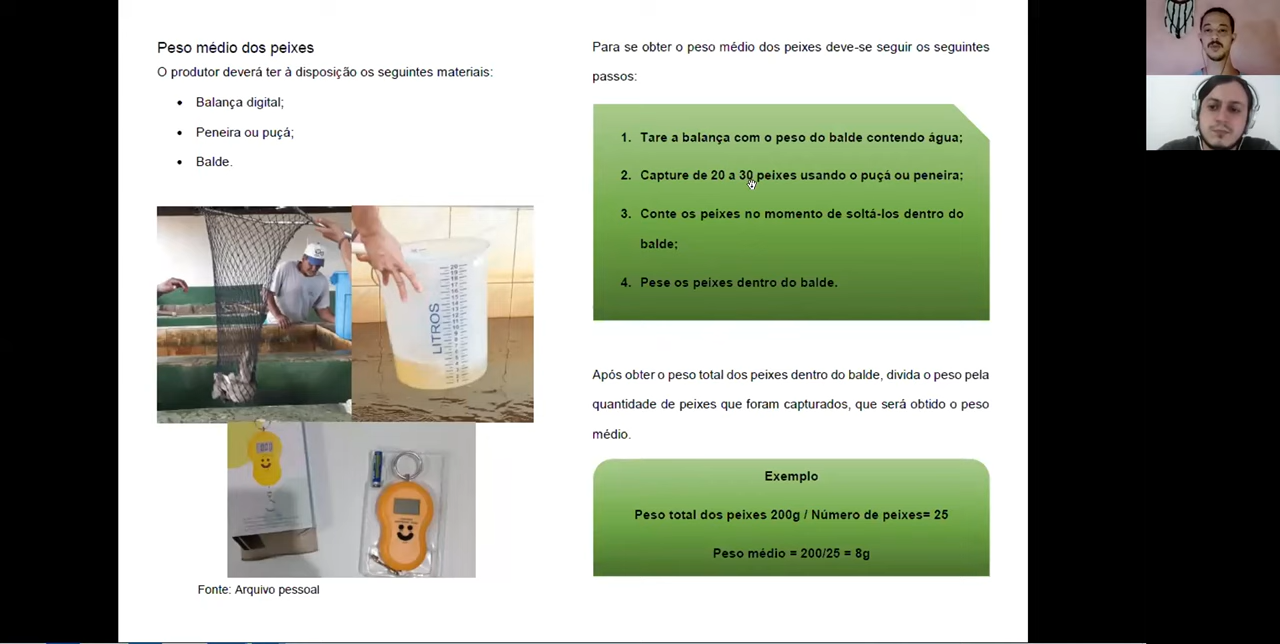 Peso médio dos peixes
O produtor deverá ter à disposição os seguintes materiais:
• Balança digital;
• Peneira ou puçá;
• Balde.
LITROS
Fonte: Arquivo pessoal
Para se obter o peso médio dos peixes deve-se seguir os seguintes
passos:
1. Tare a balança com o peso do balde contendo água;
2. Capture de 20 a 30 peixes usando o puçá ou peneira;
3. Conte os peixes no momento de soltá-los dentro do
balde;
4. Pese os peixes dentro do balde.
Após obter o peso total dos peixes dentro do balde, divida o peso pela
quantidade de peixes que foram capturados, que será obtido o peso
médio.
Exemplo
Peso total dos peixes 200g / Número de peixes= 25
Peso médio = 200/25 = 8g